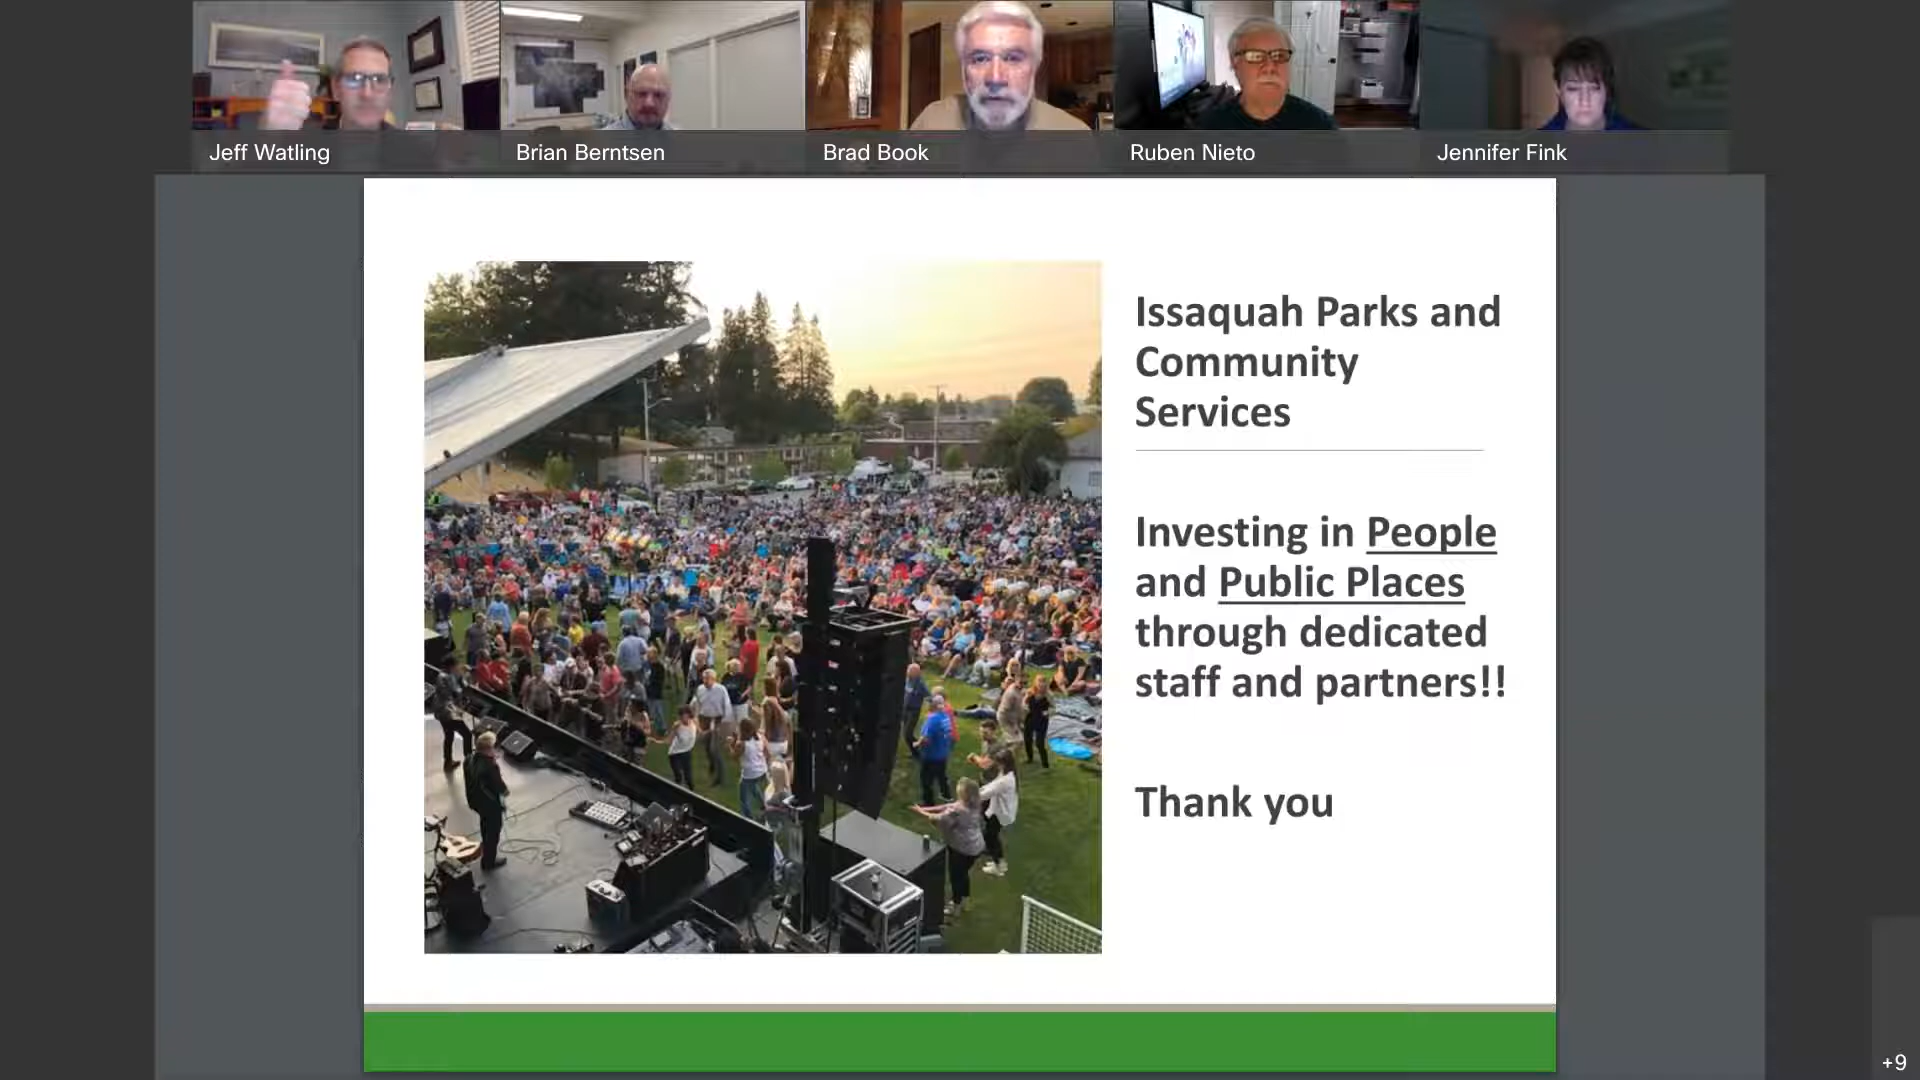 Jeff Watling
Brian Berntsen
Brad Book
Ruben Nieto
Jennifer Fink
Issaquah Parks and
Community
Services
Investing in People
and Public Places
through dedicated
staff and partners!!
Thank you
+9